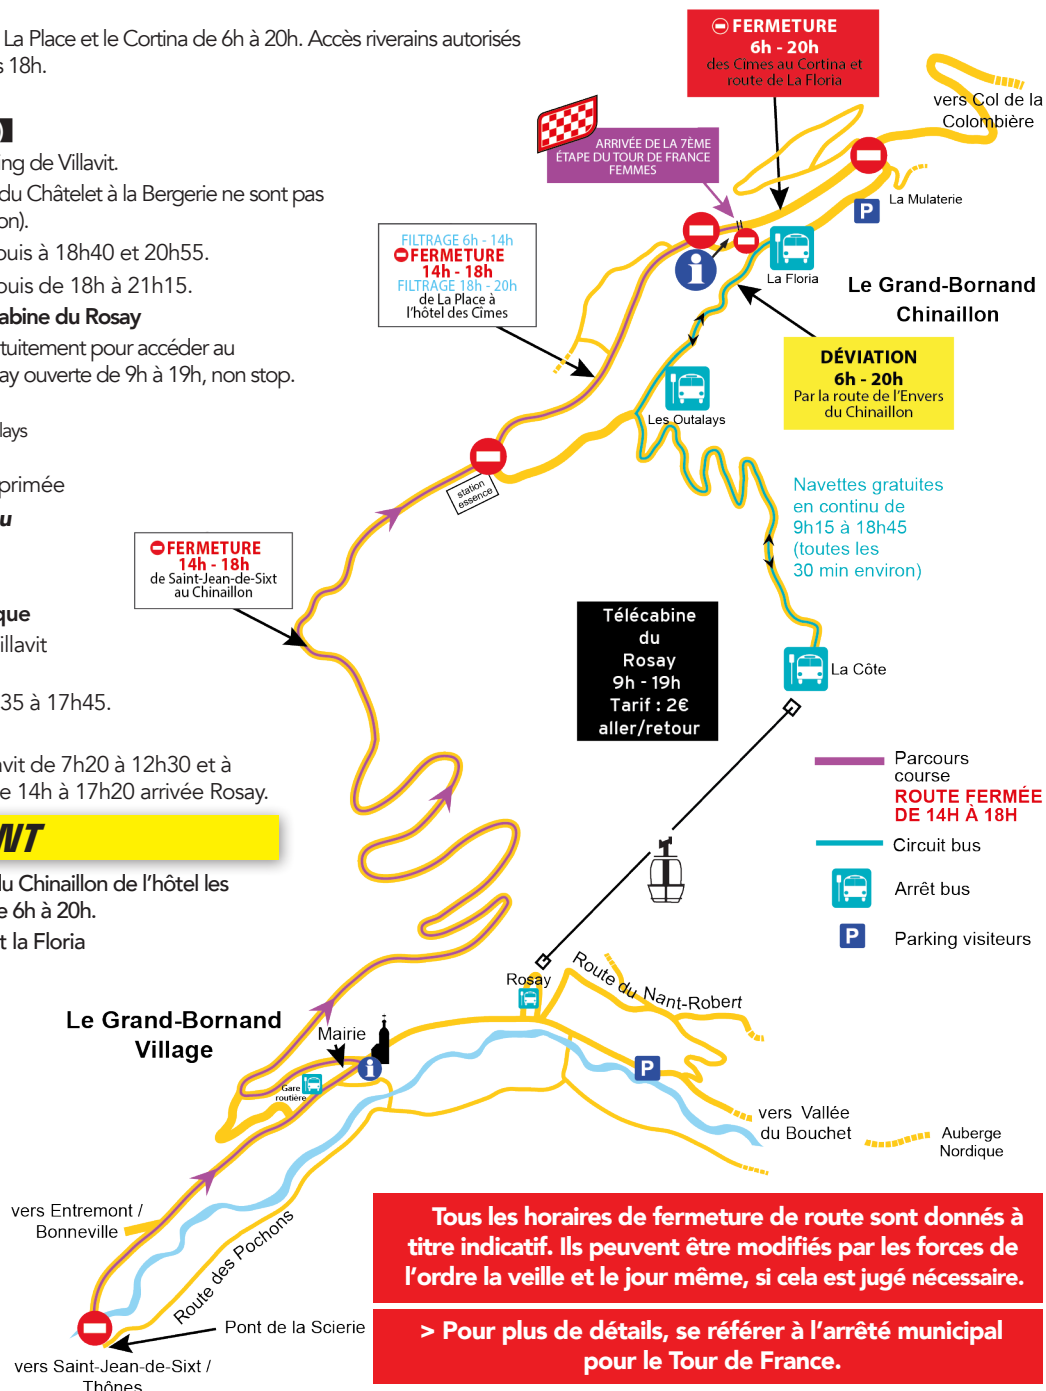 La Place et le Cortina de 6h à 20h. Accès riverains autorisés
s 18h.
ng de Villavit.
du Châtelet à la Bergerie ne sont pas
on).
ouis à 18h40 et 20h55.
ouis de 18h à 21h15.
abine du Rosay
tuitement pour accéder au
ay ouverte de 9h à 19h, non stop.
lays
primée
u
que
illavit
35 à 17h45.
avit de 7h20 à 12h30 et à
e 14h à 17h20 arrivée Rosay.
NT
du Chinaillon de l'hôtel les
e 6h à 20h.
t la Floria
FERMETURE
6h - 20h
des Cîmes au Cortina et
route de La Floria
vers Col de la
Colombière
ARRIVÉE DE LA 7ÈME
ÉTAPE DU TOUR DE FRANCE
FEMMES
La Mulaterie
P
FILTRAGE 6h - 14h
FERMETURE
14h - 18h
FILTRAGE 18h - 20h
de La Place à
l'hôtel des Cîmes
i
La Floria
Le Grand-Bornand
Chinaillon
DÉVIATION
6h - 20h
Par la route de l'Envers
du Chinaillon
Les Outalays
station
essence
Navettes gratuites
en continu de
9h15 à 18h45
(toutes les
30 min environ)
FERMETURE
14h - 18h
de Saint-Jean-de-Sixt
au Chinaillon
Télécabine
du
Rosay
9h - 19h
Tarif : 2€
aller/retour
La Côte
Parcours
course
ROUTE FERMÉE
DE 14H À 18H
Circuit bus
Arrêt bus
P
Parking visiteurs
Rosay
Route du Nant-Robert
Le Grand-Bornand
Village
Mairie
i
Gare
routière
P
vers Vallée
du Bouchet
Auberge
Nordique
vers Entremont /
Bonneville
Route des Pochons
Pont de la Scierie
vers Saint-Jean-de-Sixt /
Thônes
Tous les horaires de fermeture de route sont donnés à
titre indicatif. Ils peuvent être modifiés par les forces de
l'ordre la veille et le jour même, si cela est jugé nécessaire.
> Pour plus de détails, se référer à l'arrêté municipal
pour le Tour de France.